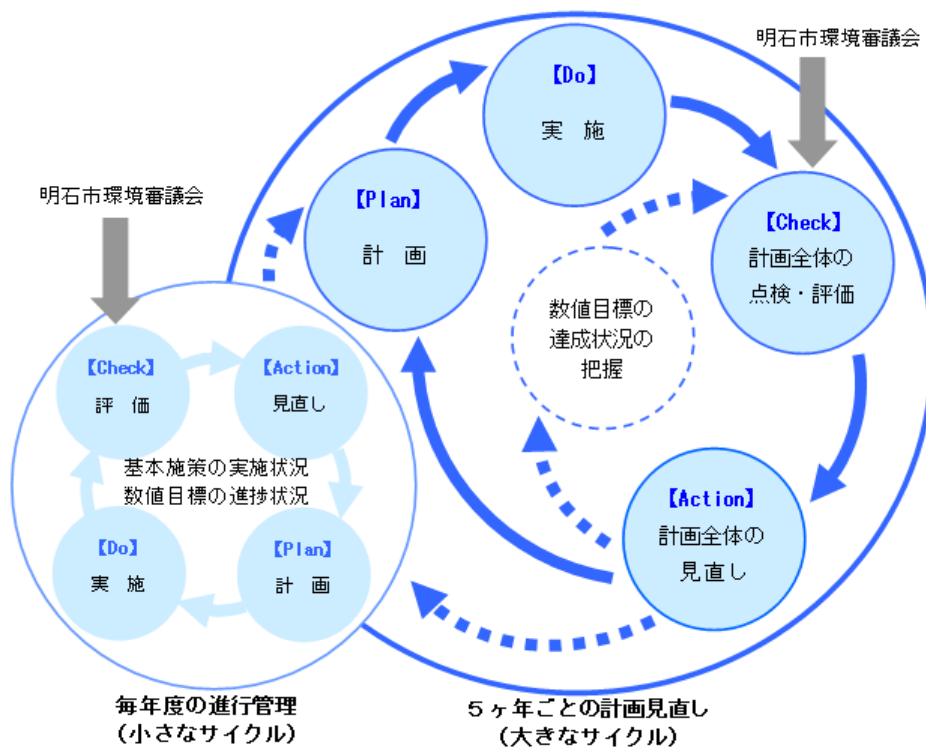 明石市環境審議会
【Do】
実　施
明石市環境審議会
【Plan】
計　画
【Check】
計画全体の
点検・評価
数値目標の
達成状況の
把握
【Check】
評　価
【Action】
見直し
基本施策の実施状況
数値目標の進捗状況
【Do】
実　施
【Plan】
計　画
【Action】
計画全体の
見直し
毎年度の進行管理
（小さなサイクル）
５ヶ年ごとの計画見直し
（大きなサイクル）